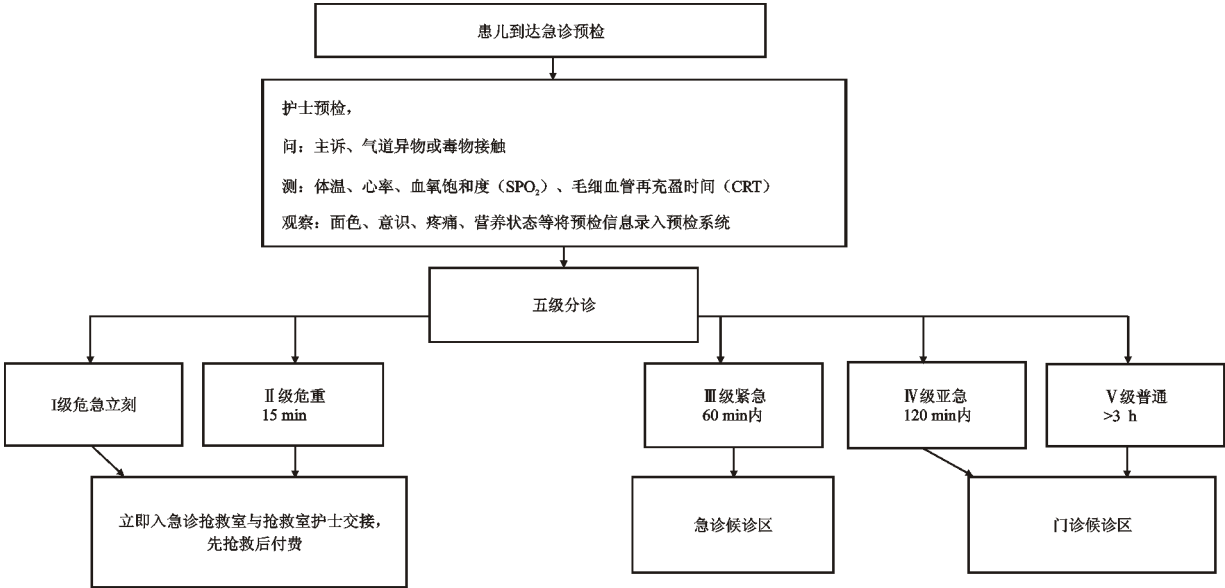 患儿到达急诊预检
护士预检,
问：主诉、气道异物或毒物接触
测：体温、心率、血氧饱和度（SPO₂）、毛细血管再充盈时间（CRT）
观察：面色、意识、疼痛、营养状态等将预检信息录入预检系统
五级分诊
I级危急立刻
Ⅱ级危重
15 min
Ⅲ级紧急
60 min内
Ⅳ级亚急
120 min内
Ⅴ级普通
>3 h
立即入急诊抢救室与抢救室护士交接,
先抢救后付费
急诊候诊区
门诊候诊区